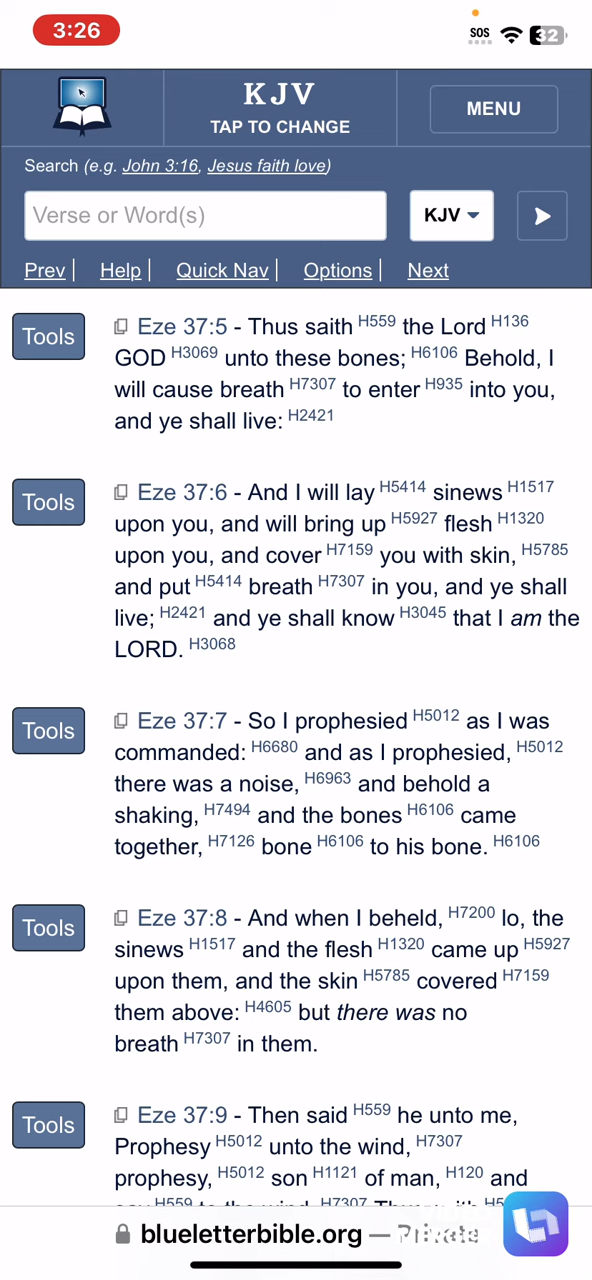 3:26
SOS
32
KJV
TAP TO CHANGE
MENU
Search (e.g. John 3:16, Jesus faith love)
Verse or Word(s)
KJV
Prev | Help | Quick Nav | Options | Next
Tools
Eze 37:5 - Thus saith H559 the Lord H136
GOD H3069 unto these bones; H6106 Behold, I
will cause breath H7307 to enter H935 into you,
and ye shall live: H2421
Tools
Eze 37:6 - And I will lay H5414 sinews H1517
upon you, and will bring up H5927 flesh H1320
upon you, and cover H7159 you with skin, H5785
and put H5414 breath H7307 in you, and ye shall
live; H2421 and ye shall know H3045 that I am the
LORD. H3068
Tools
Eze 37:7 - So I prophesied H5012 as I was
commanded: H6680 and as I prophesied, H5012
there was a noise, H6963 and behold a
shaking, H7494 and the bones H6106 came
together, H7126 bone H6106 to his bone. H6106
Tools
Eze 37:8 - And when I beheld, H7200 lo, the
sinews H1517 and the flesh H1320 came up H5927
upon them, and the skin H5785 covered H7159
them above: H4605 but there was no
breath H7307 in them.
Tools
Eze 37:9 - Then said H559 he unto me,
Prophesy H5012 unto the wind, H7307
prophesy, H5012 son H1121 of man, H120 and
H559 to the wind, H7307
blueletterbible.org —